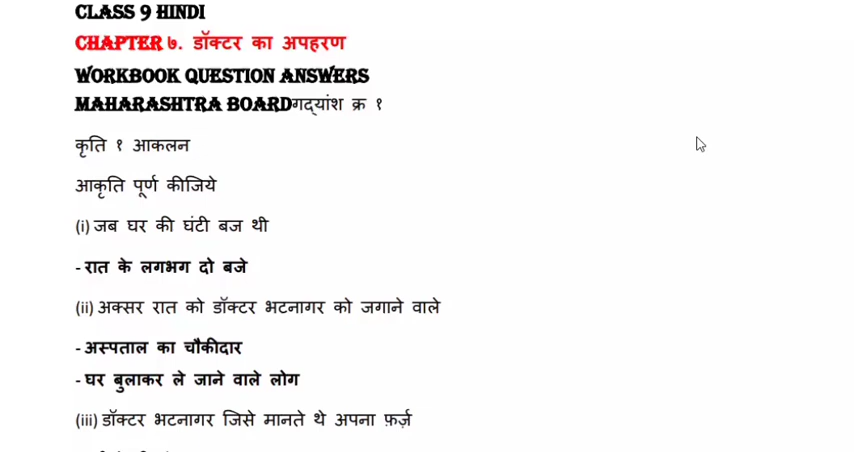 CLASS 9 HINDI
CHAPTER ७. डॉक्टर का अपहरण
WORKBOOK QUESTION ANSWERS
MAHARASHTRA BOARDगद्यांश क्र १
कृति १ आकलन
आकृति पूर्ण कीजिये
(i) जब घर की घंटी बज थी
- रात के लगभग दो बजे
(ii) अक्सर रात को डॉक्टर भटनागर को जगाने वाले
- अस्पताल का चौकीदार
- घर बुलाकर ले जाने वाले लोग
(iii) डॉक्टर भटनागर जिसे मानते थे अपना फ़र्ज़